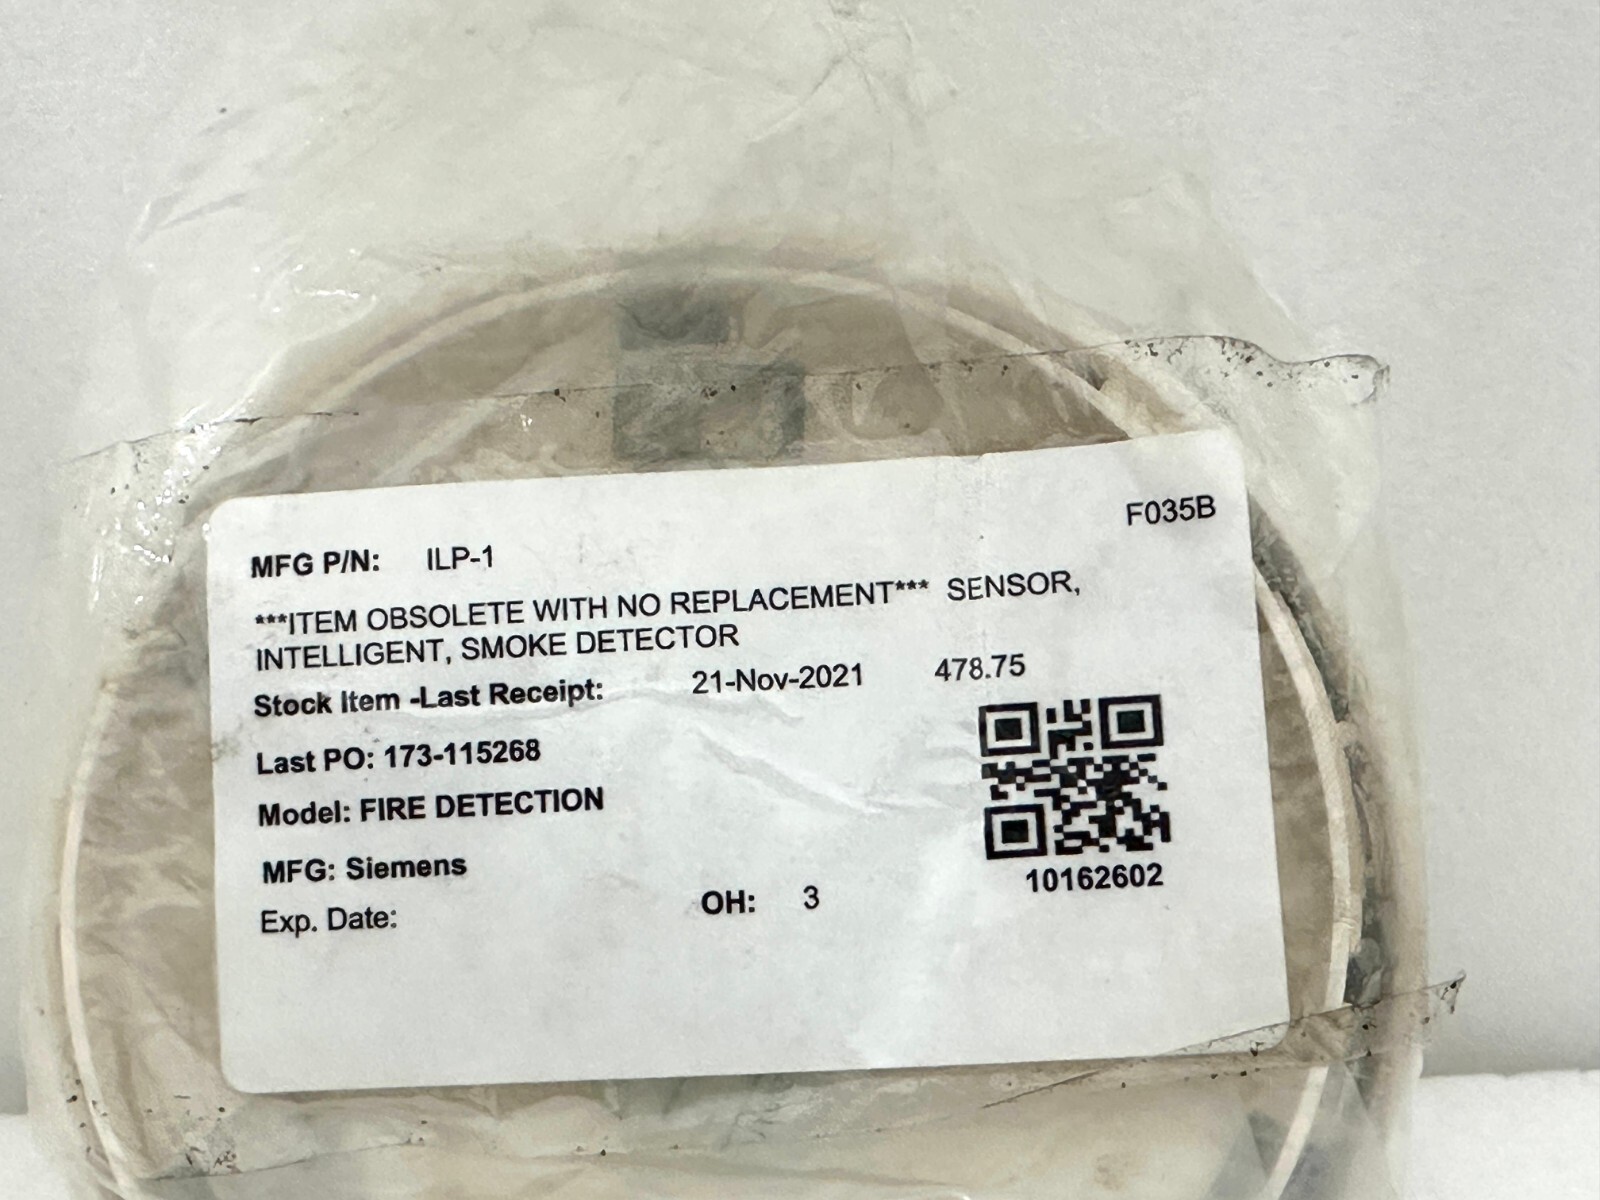 F035B
MFG P/N: ILP-1
***ITEM OBSOLETE WITH NO REPLACEMENT*** SENSOR,
INTELLIGENT, SMOKE DETECTOR
Stock Item -Last Receipt: 21-Nov-2021 478.75
Last PO: 173-115268
Model: FIRE DETECTION
MFG: Siemens
10162602
Exp. Date: OH: 3